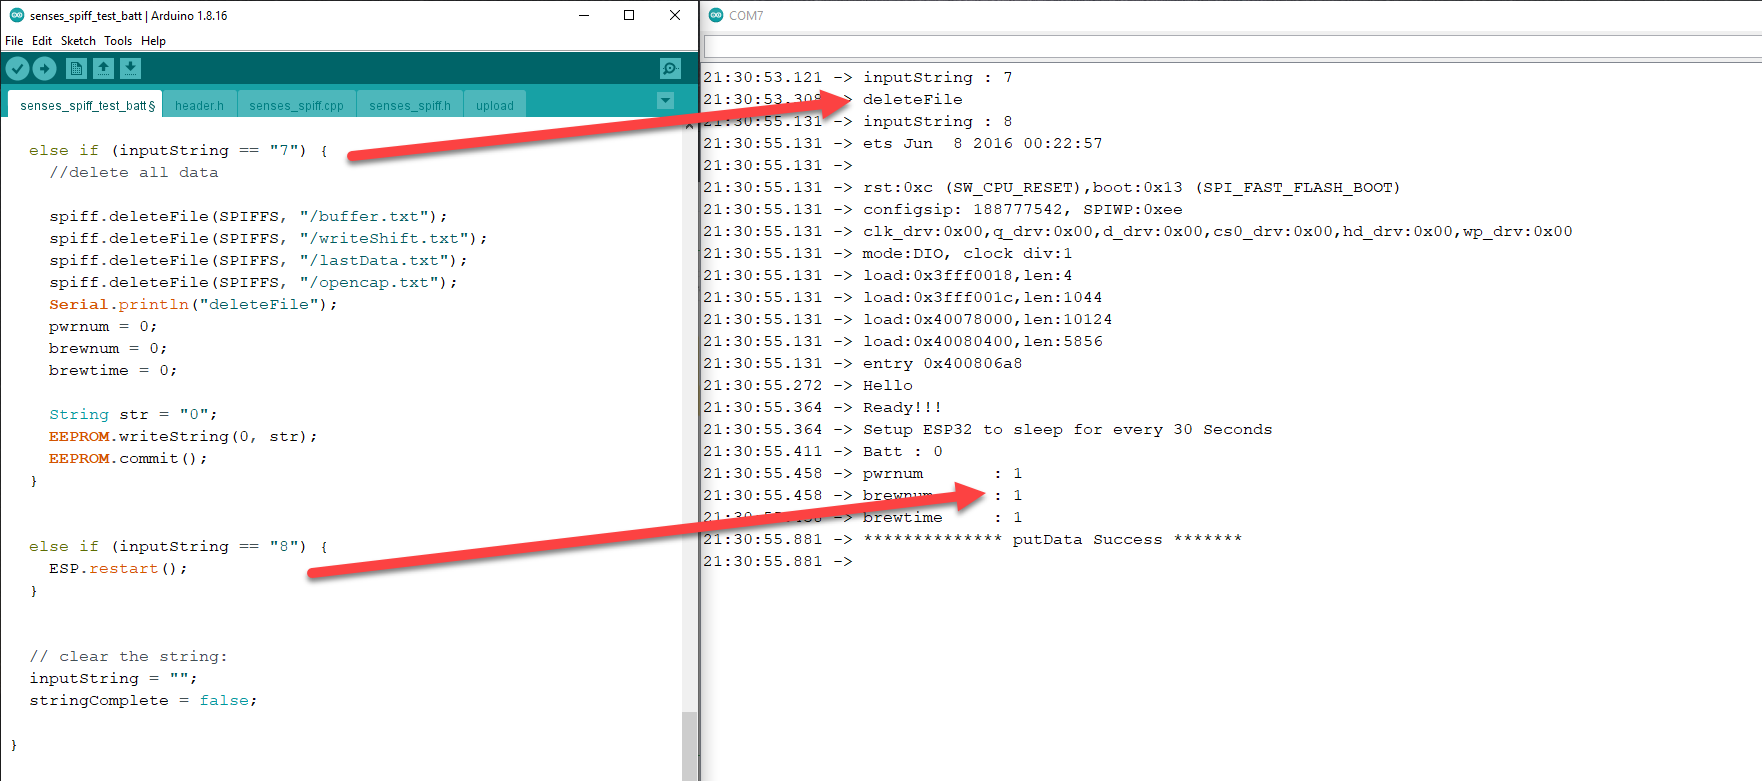 senses_spiff_test_batt | Arduino 1.8.16
File Edit Sketch Tools Help
senses_spiff_test_batt § header.h senses_spiff.cpp senses_spiff.h upload
else if (inputString == "7") {
//delete all data
spiff.deleteFile(SPIFFS, "/buffer.txt");
spiff.deleteFile(SPIFFS, "/writeShift.txt");
spiff.deleteFile(SPIFFS, "/lastData.txt");
spiff.deleteFile(SPIFFS, "/opencap.txt");
Serial.println("deleteFile");
pwrnum = 0;
brewnum = 0;
brewtime = 0;
String str = "0";
EEPROM.writeString(0, str);
EEPROM.commit();
}
else if (inputString == "8") {
ESP.restart();
}
// clear the string:
inputString = "";
stringComplete = false;
}
COM7
21:30:53.121 -> inputString : 7
21:30:53.308 -> deleteFile
21:30:55.131 -> inputString : 8
21:30:55.131 -> ets Jun  8 2016 00:22:57
21:30:55.131 ->
21:30:55.131 -> rst:0xc (SW_CPU_RESET),boot:0x13 (SPI_FAST_FLASH_BOOT)
21:30:55.131 -> configsip: 188777542, SPIWP:0xee
21:30:55.131 -> clk_drv:0x00,q_drv:0x00,d_drv:0x00,cs0_drv:0x00,hd_drv:0x00,wp_drv:0x00
21:30:55.131 -> mode:DIO, clock div:1
21:30:55.131 -> load:0x3fff0018,len:4
21:30:55.131 -> load:0x3fff001c,len:1044
21:30:55.131 -> load:0x40078000,len:10124
21:30:55.131 -> load:0x40080400,len:5856
21:30:55.131 -> entry 0x400806a8
21:30:55.272 -> Hello
21:30:55.364 -> Ready!!!
21:30:55.364 -> Setup ESP32 to sleep for every 30 Seconds
21:30:55.411 -> Batt : 0
21:30:55.458 -> pwrnum : 1
21:30:55.458 -> brewnum : 1
-> brewtime : 1
21:30:55.881 -> ************** putData Success *******
21:30:55.881 ->